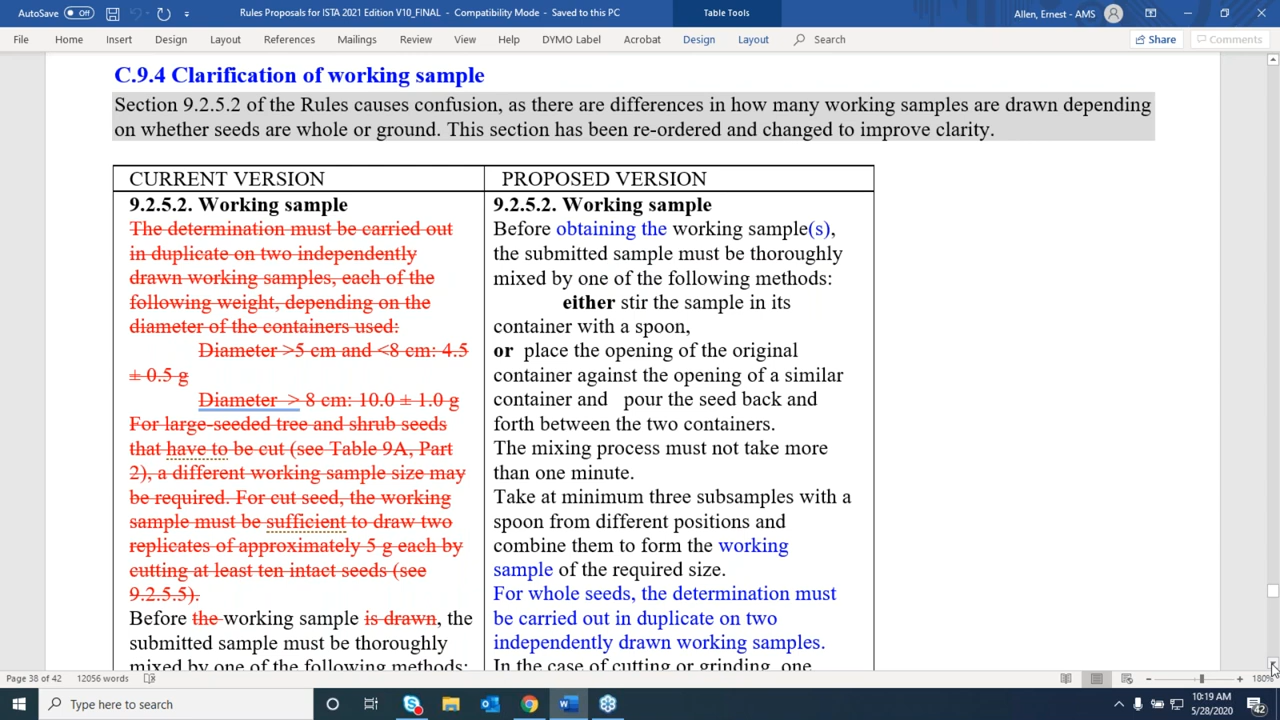 AutoSave Off
Rules Proposals for ISTA 2021 Edition V10_FINAL - Compatibility Mode - Saved to this PC
Table Tools
Allen, Ernest - AMS
File Home Insert Design Layout References Mailings Review View Help DYMO Label Acrobat Design Layout Search Share Comments
C.9.4 Clarification of working sample
Section 9.2.5.2 of the Rules causes confusion, as there are differences in how many working samples are drawn depending
on whether seeds are whole or ground. This section has been re-ordered and changed to improve clarity.
CURRENT VERSION
9.2.5.2. Working sample
The determination must be carried out
in duplicate on two independently
drawn working samples, each of the
following weight, depending on the
diameter of the containers used:
Diameter >5 cm and <8 cm: 4.5
± 0.5 g
Diameter > 8 cm: 10.0 ± 1.0 g
For large-seeded tree and shrub seeds
that have to be cut (see Table 9A, Part
2), a different working sample size may
be required. For cut seed, the working
sample must be sufficient to draw two
replicates of approximately 5 g each by
cutting at least ten intact seeds (see
9.2.5.5).
Before the working sample is drawn, the
submitted sample must be thoroughly
mixed by one of the following methods:
PROPOSED VERSION
9.2.5.2. Working sample
Before obtaining the working sample(s),
the submitted sample must be thoroughly
mixed by one of the following methods:
either stir the sample in its
container with a spoon,
or place the opening of the original
container against the opening of a similar
container and pour the seed back and
forth between the two containers.
The mixing process must not take more
than one minute.
Take at minimum three subsamples with a
spoon from different positions and
combine them to form the working
sample of the required size.
For whole seeds, the determination must
be carried out in duplicate on two
independently drawn working samples.
In the case of cutting or grinding, one
Page 38 of 42 12056 words
180%
Type here to search
10:19 AM
5/28/2020
42